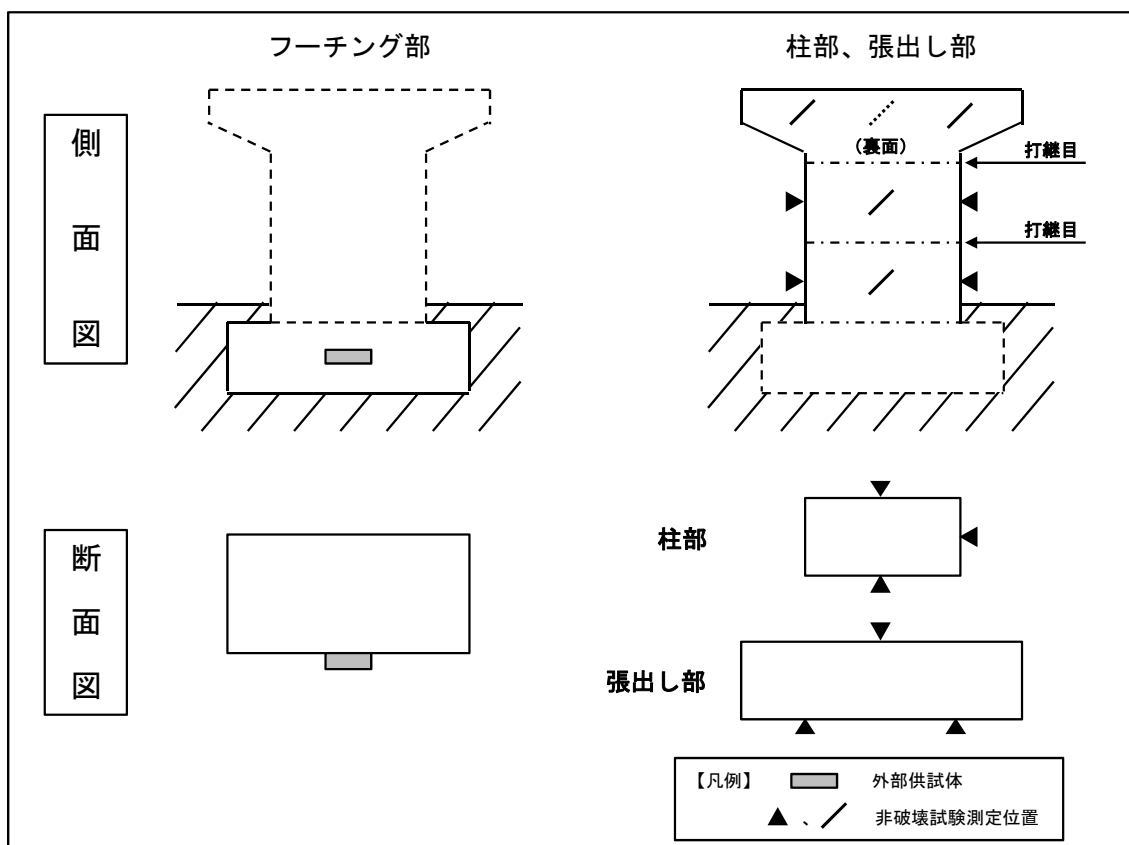 フーチング部
柱部、張出し部
側面図
(裏面)
打継目
打継目
断面図
柱部
張出し部
【凡例】 外部供試体
、 非破壊試験測定位置